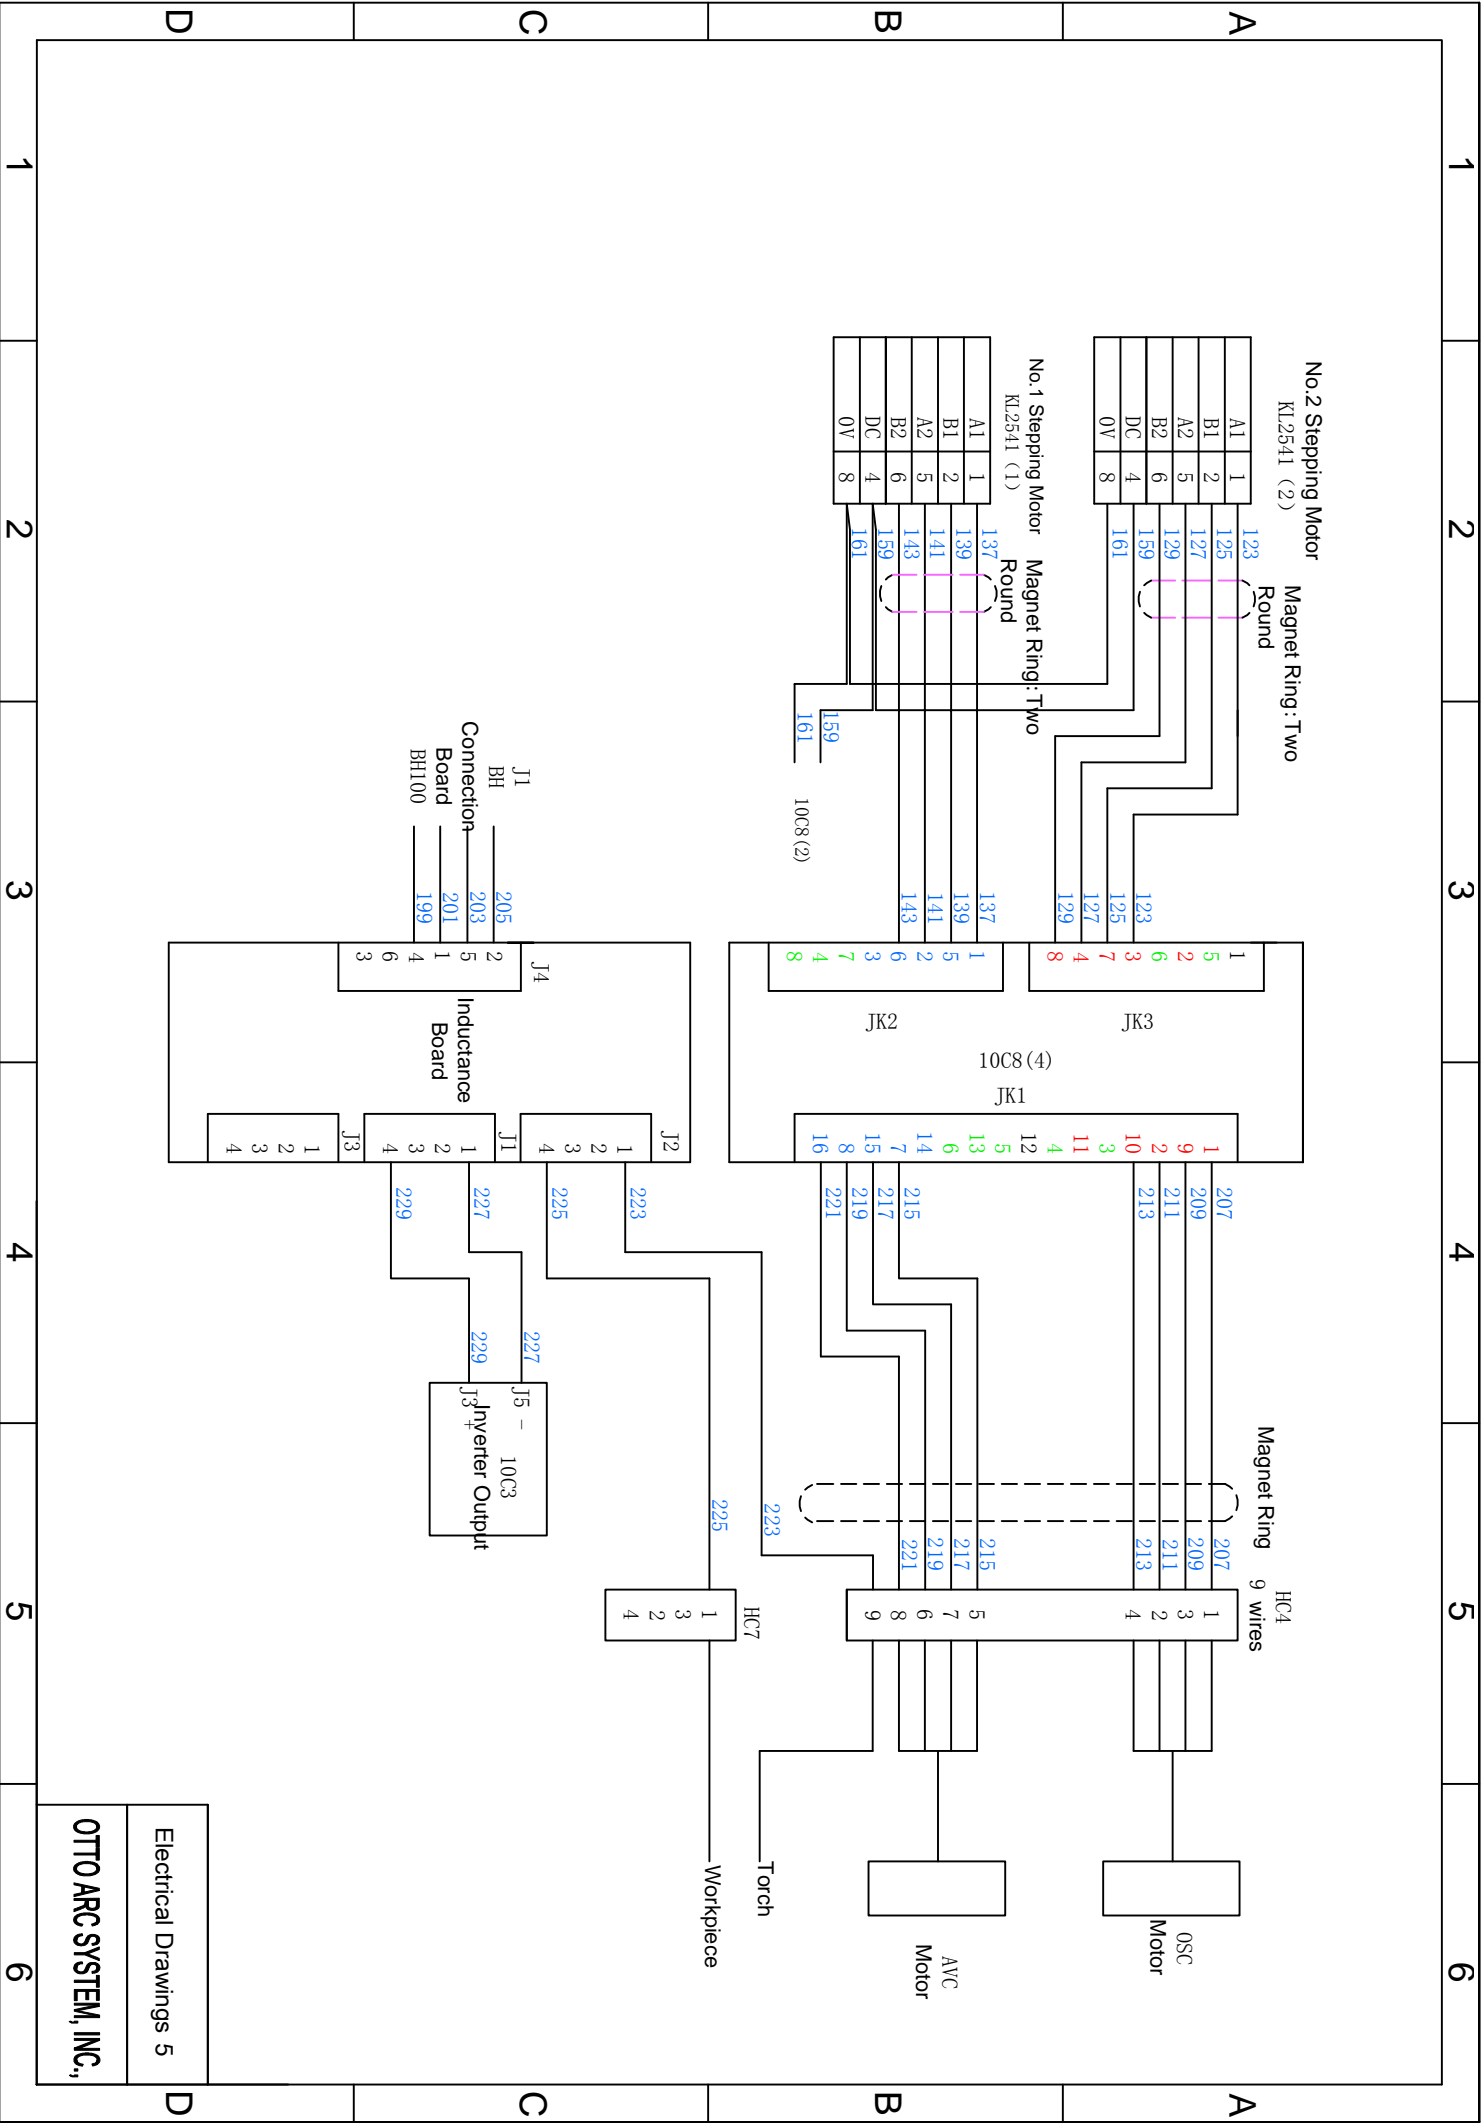 1
2
3
4
5
6
A
B
C
D
A
B
C
D
No.2 Stepping Motor
KL2541 (2)
A1 1 123
B1 2 125
A2 5 127
B2 6 129
DC 4 159
0V 8 161
Magnet Ring:Two
Round
No.1 Stepping Motor
KL2541 (1)
A1 1 137
B1 2 139
A2 5 141
B2 6 143
DC 4 159
0V 8 161
Magnet Ring:Two
Round
159
161
10C8(2)
123
125
127
129
137
139
141
143
1
5
2
6
3
7
4
8
JK3
1
5
2
6
3
7
4
8
JK2
10C8(4)
JK1
1 207
9 209
2 211
10 213
3
11
4
12
5
13
6
14
7 215
15 217
8 219
16 221
Magnet Ring
HC4
9 wires
207 1
209 3
211 2
213 4
215 5
217 7
219 6
221 8
223 9
OSC
Motor
AVC
Motor
Torch
Workpiece
225
HC7
1
3
2
4
J1
BH
Connection
Board
BH100
205 2
203 5
201 1
199 4
6
3
J4
Inductance
Board
J2
1 223
2
3
4 225
J1
1 227
2
3
4 229
J3
1
2
3
4
227
229
J5 -
J3 +
10C3
Inverter Output
Electrical Drawings 5
OTTO ARC SYSTEM, INC.,
1
2
3
4
5
6